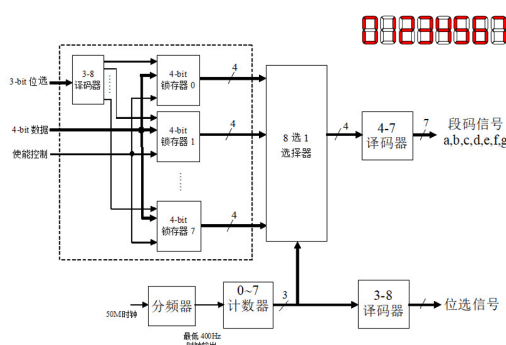 01234567
3-bit 位选
3-8
译码器
4-bit
锁存器 0
4
4-bit 数据
4-bit
锁存器 1
4
使能控制
4-bit
锁存器 7
4
8 选 1
选择器
4
4-7
译码器
7
段码信号
a,b,c,d,e,f,g
50M时钟
分频器
最低 400Hz
时钟输出
0~7
计数器
3
3-8
译码器
位选信号